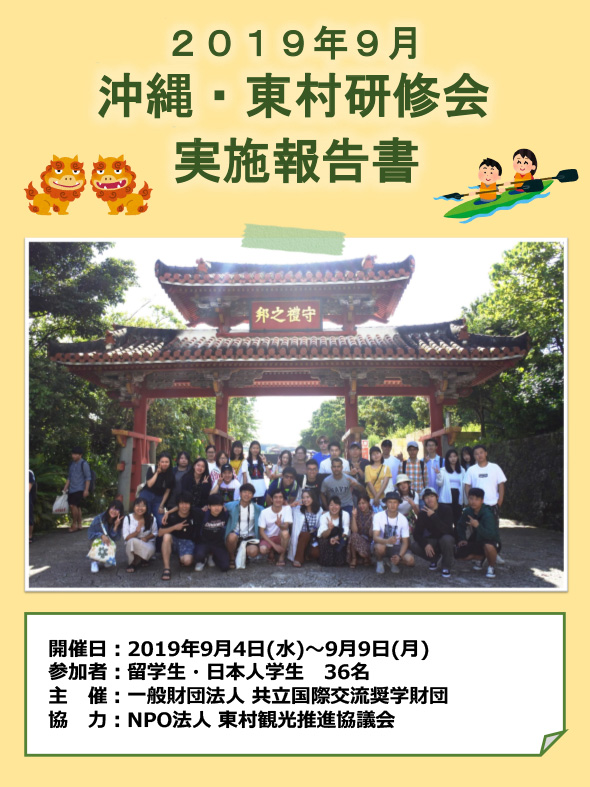 ２０１９年９月
沖縄・東村研修会
実施報告書
守禮之邦
開催日：2019年9月4日(水)～9月9日(月)
参加者：留学生・日本人学生　36名
主　催：一般財団法人 共立国際交流奨学財団
協　力：NPO法人 東村観光推進協議会